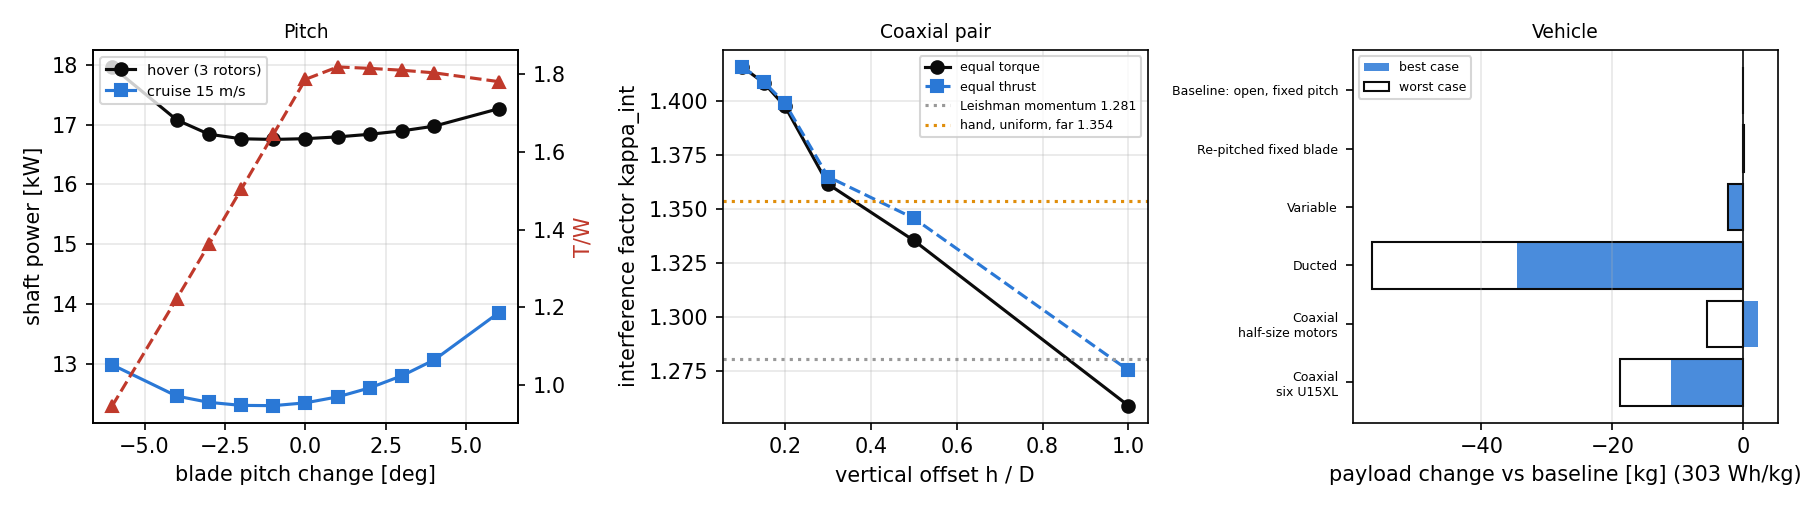 Pitch
18
17
16
15
14
13
shaft power [kW]
hover (3 rotors)
cruise 15 m/s
1.8
1.6
1.4
1.2
1.0
T/W
−5.0
−2.5
0.0
2.5
5.0
blade pitch change [deg]
Coaxial pair
1.400
1.375
1.350
1.325
1.300
1.275
interference factor kappa_int
equal torque
equal thrust
Leishman momentum 1.281
hand, uniform, far 1.354
0.2
0.4
0.6
0.8
1.0
vertical offset h / D
Vehicle
best case
worst case
Baseline: open, fixed pitch
Re-pitched fixed blade
Variable
Ducted
Coaxial
half-size motors
Coaxial
six U15XL
−40
−20
0
payload change vs baseline [kg] (303 Wh/kg)